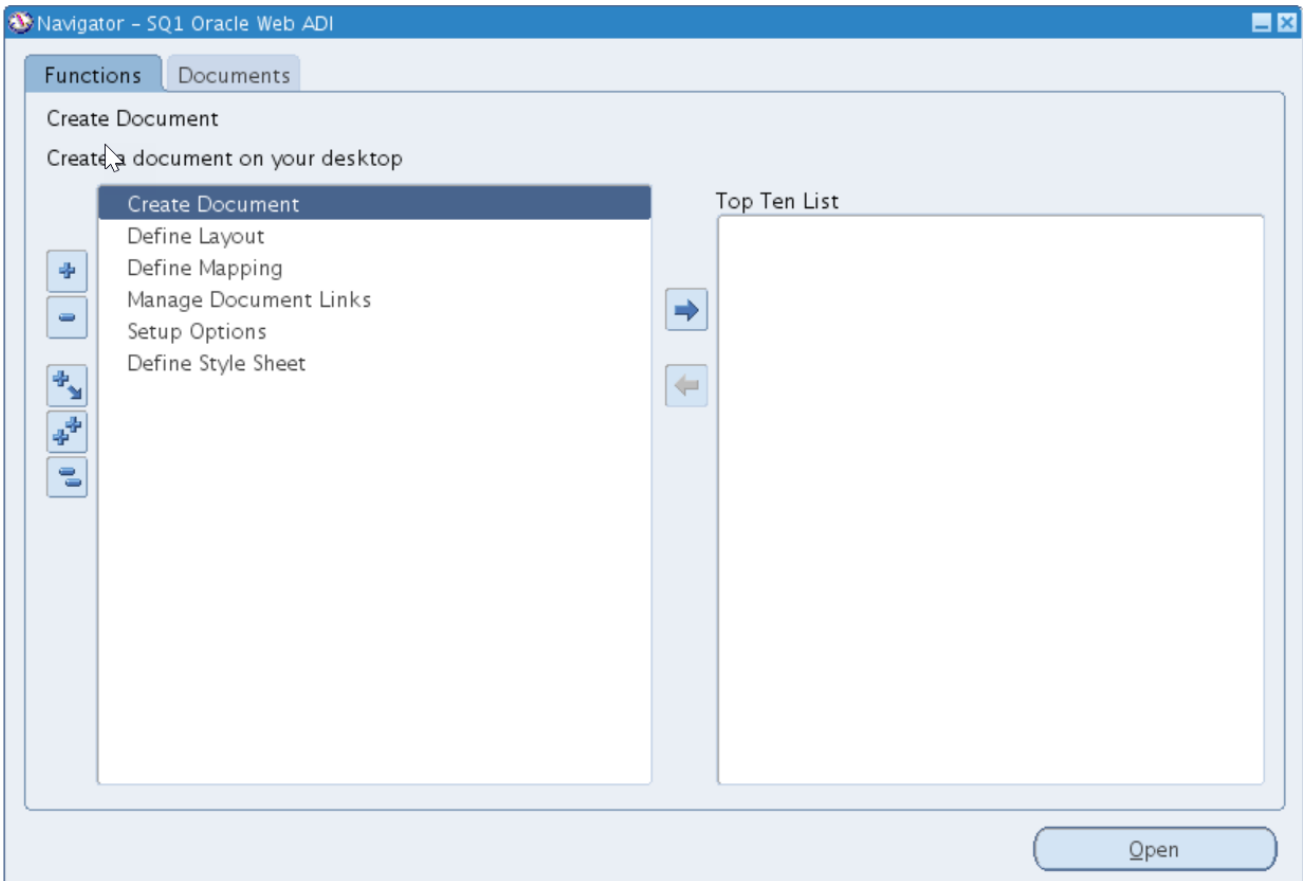 Navigator – SQ1 Oracle Web ADI
Functions
Documents
Create Document
Create a document on your desktop
Create Document
Define Layout
Define Mapping
Manage Document Links
Setup Options
Define Style Sheet
Top Ten List
Open